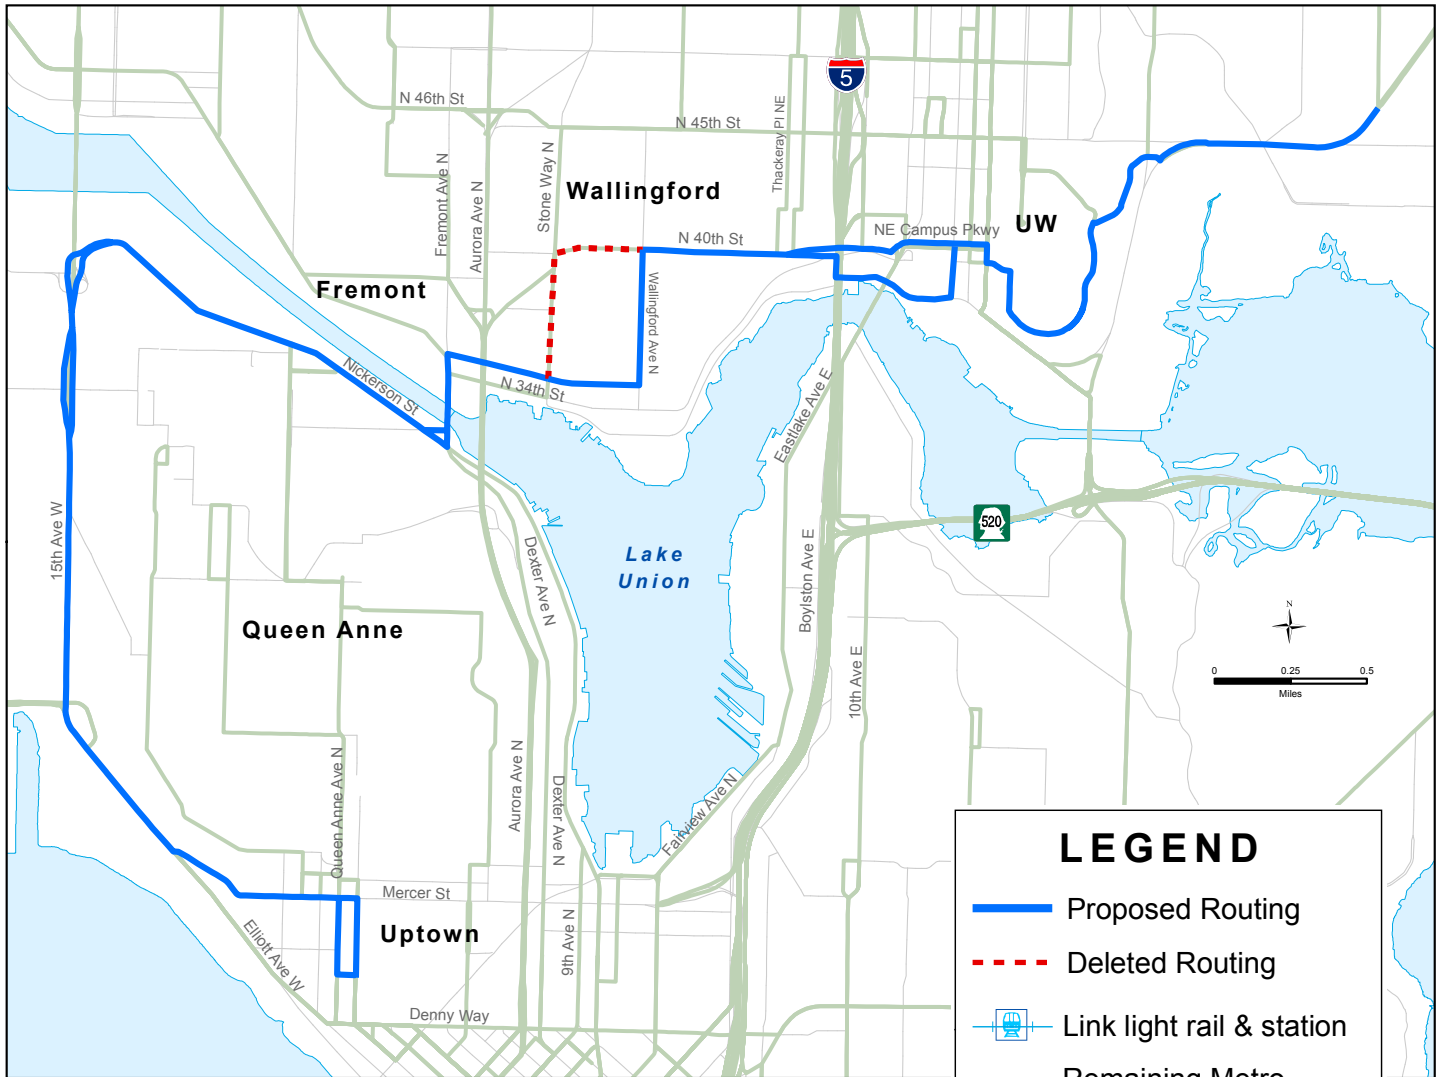 5
N 46th St
N 45th St
Thackeray Pl NE
Fremont Ave N
Aurora Ave N
Stone Way N
Wallingford
UW
NE Campus Pkwy
N 40th St
Fremont
Wallingford Ave N
Nickerson St
N 34th St
Eastlake Ave E
15th Ave W
520
Lake
Union
Dexter Ave N
Boylston Ave E
Queen Anne
N
10th Ave E
0
0.25
0.5
Miles
Queen Anne Ave N
Aurora Ave N
Dexter Ave N
Fairview Ave N
Mercer St
Uptown
Elliott Ave W
9th Ave N
Denny Way
LEGEND
Proposed Routing
Deleted Routing
Link light rail & station
Remaining Metro